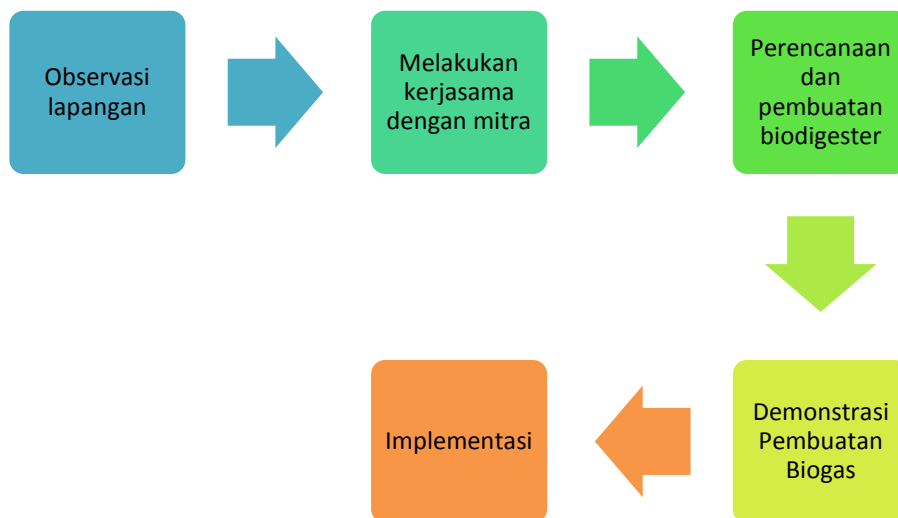 Observasi
lapangan
Melakukan
kerjasama
dengan mitra
Perencanaan
dan
pembuatan
biodigester
Demonstrasi
Pembuatan
Biogas
Implementasi